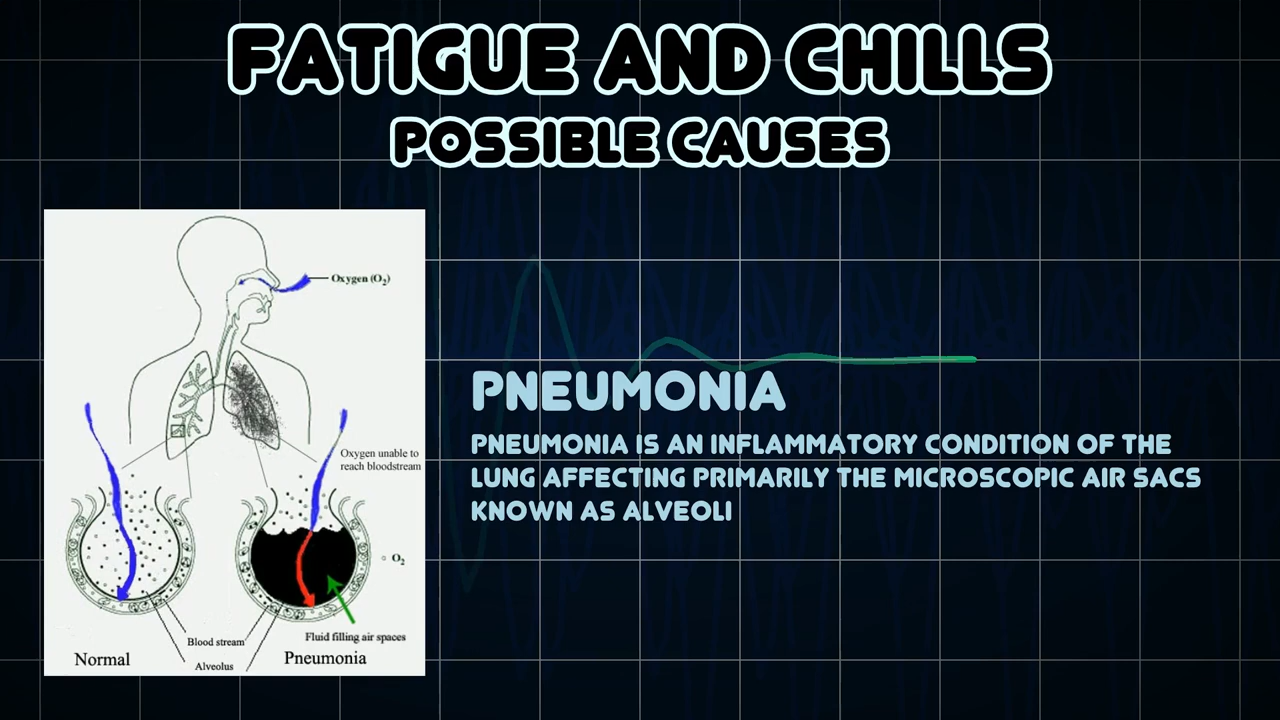 FATIGUE AND CHILLS
POSSIBLE CAUSES
Oxygen (O₂)
Oxygen unable to
reach bloodstream
O₂
Blood stream
Fluid filling air spaces
Alveolus
Normal
Pneumonia
PNEUMONIA
PNEUMONIA IS AN INFLAMMATORY CONDITION OF THE
LUNG AFFECTING PRIMARILY THE MICROSCOPIC AIR SACS
KNOWN AS ALVEOLI